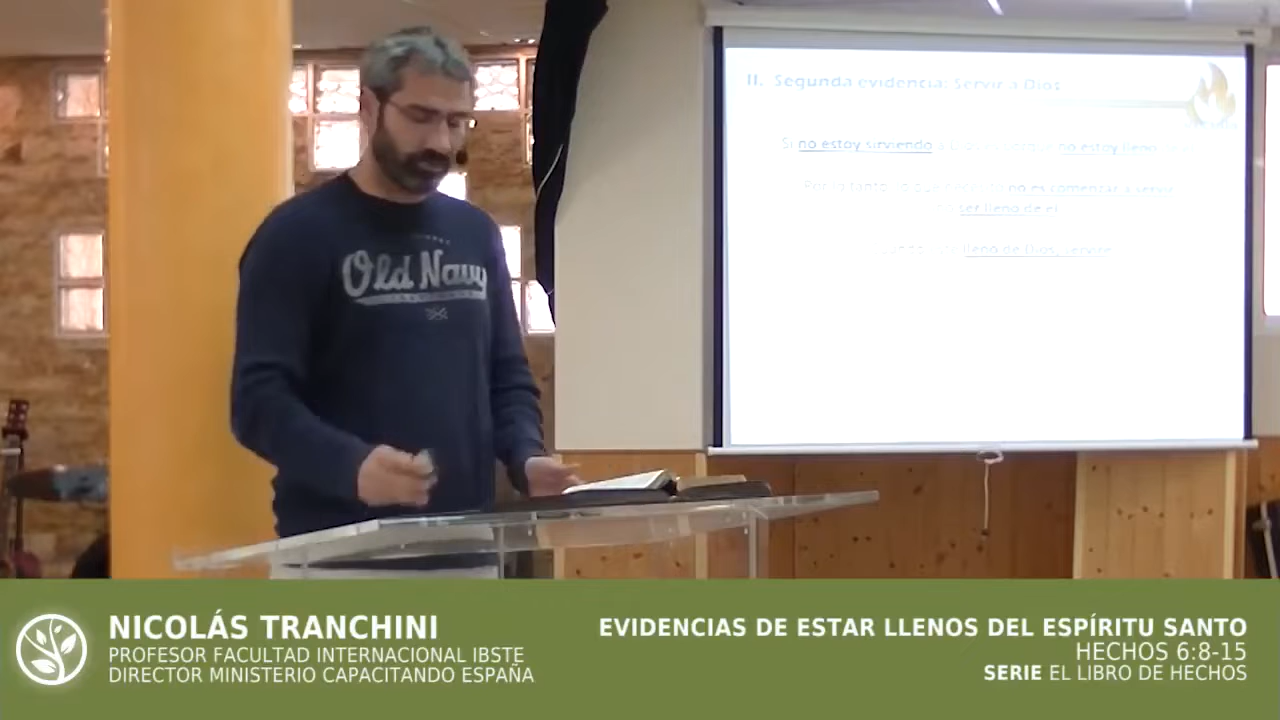 Old Navy
II. Segunda evidencia: Servir a Dios
Si no estoy sirviendo a no estoy lleno
no es comenzar a servir
ser lleno de él
lleno de Dios, serviré
NICOLÁS TRANCHINI
PROFESOR FACULTAD INTERNACIONAL IBSTE
DIRECTOR MINISTERIO CAPACITANDO ESPAÑA
EVIDENCIAS DE ESTAR LLENOS DEL ESPÍRITU SANTO
HECHOS 6:8-15
SERIE EL LIBRO DE HECHOS